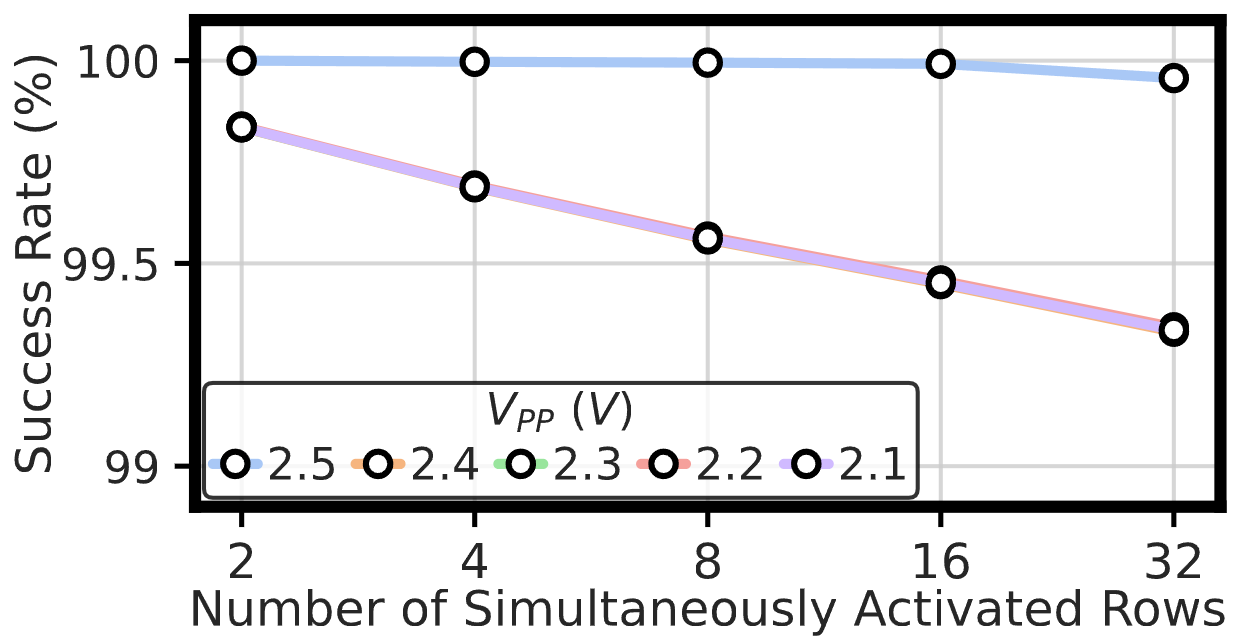 Success Rate (%)
100
99.5
99
V_PP (V)
2.5 2.4 2.3 2.2 2.1
2 4 8 16 32
Number of Simultaneously Activated Rows